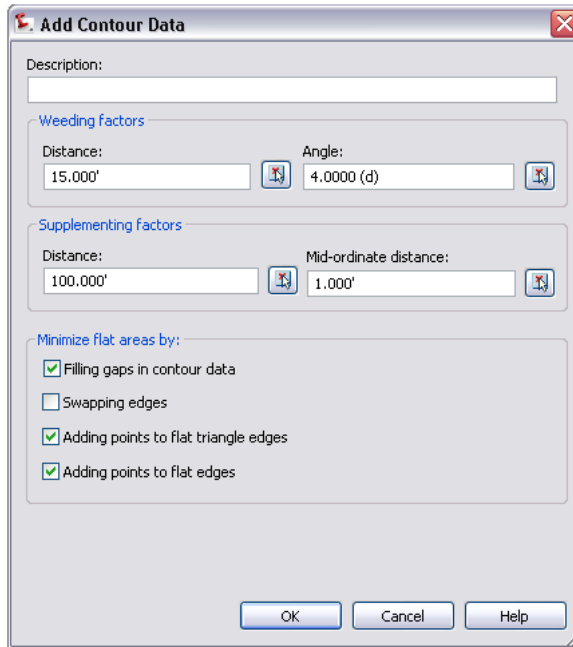 Add Contour Data
Description:
Weeding factors
Distance: Angle:
15.000' 4.0000 (d)
Supplementing factors
Distance: Mid-ordinate distance:
100.000' 1.000'
Minimize flat areas by:
Filling gaps in contour data
Swapping edges
Adding points to flat triangle edges
Adding points to flat edges
OK Cancel Help